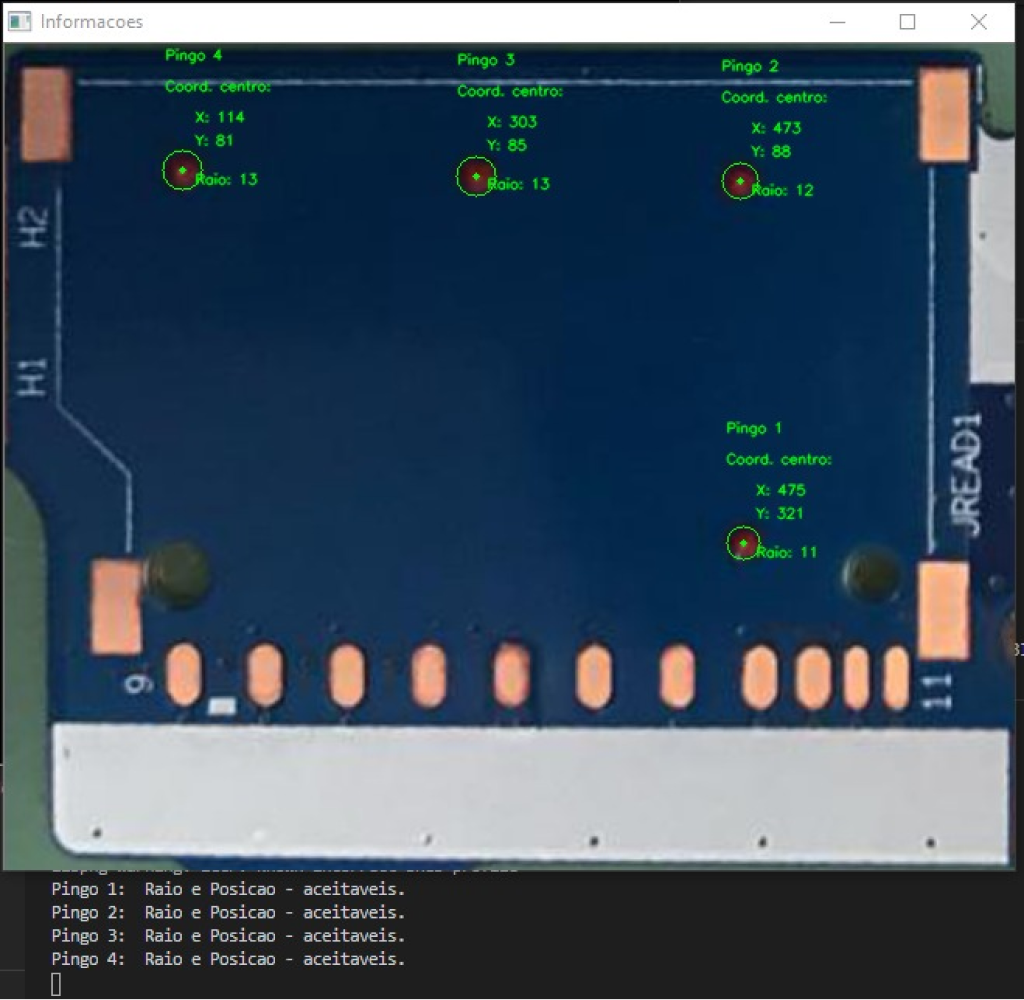 Informacoes
Pingo 4
Coord. centro:
X: 114
Y: 81
Raio: 13
Pingo 3
Coord. centro:
X: 303
Y: 85
Raio: 13
Pingo 2
Coord. centro:
X: 473
Y: 88
Raio: 12
H2
H1
Pingo 1
Coord. centro:
X: 475
Y: 321
Raio: 11
JREAD1
9
11
Pingo 1:  Raio e Posicao - aceitaveis.
Pingo 2:  Raio e Posicao - aceitaveis.
Pingo 3:  Raio e Posicao - aceitaveis.
Pingo 4:  Raio e Posicao - aceitaveis.